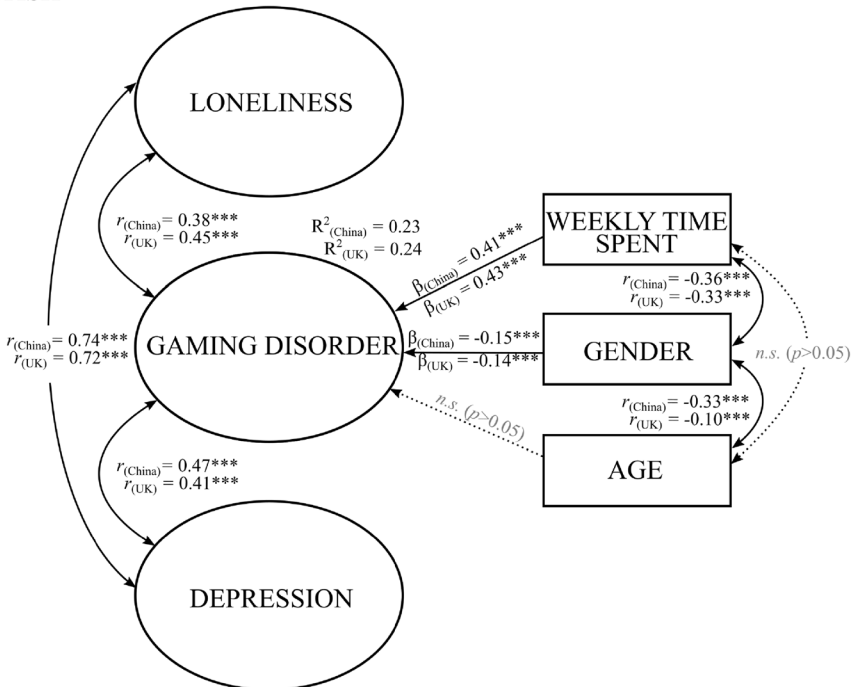 LONELINESS
r(China)= 0.38***
r(UK)= 0.45***
R²(China) = 0.23
R²(UK) = 0.24
β(China) = 0.41***
β(UK) = 0.43***
WEEKLY TIME
SPENT
r(China)= -0.36***
r(UK)= -0.33***
r(China)= 0.74***
r(UK)= 0.72***
GAMING DISORDER
β(China) = -0.15***
β(UK) = -0.14***
GENDER
n.s. (p>0.05)
r(China)= -0.33***
r(UK)= -0.10***
n.s. (p>0.05)
AGE
r(China)= 0.47***
r(UK) = 0.41***
DEPRESSION